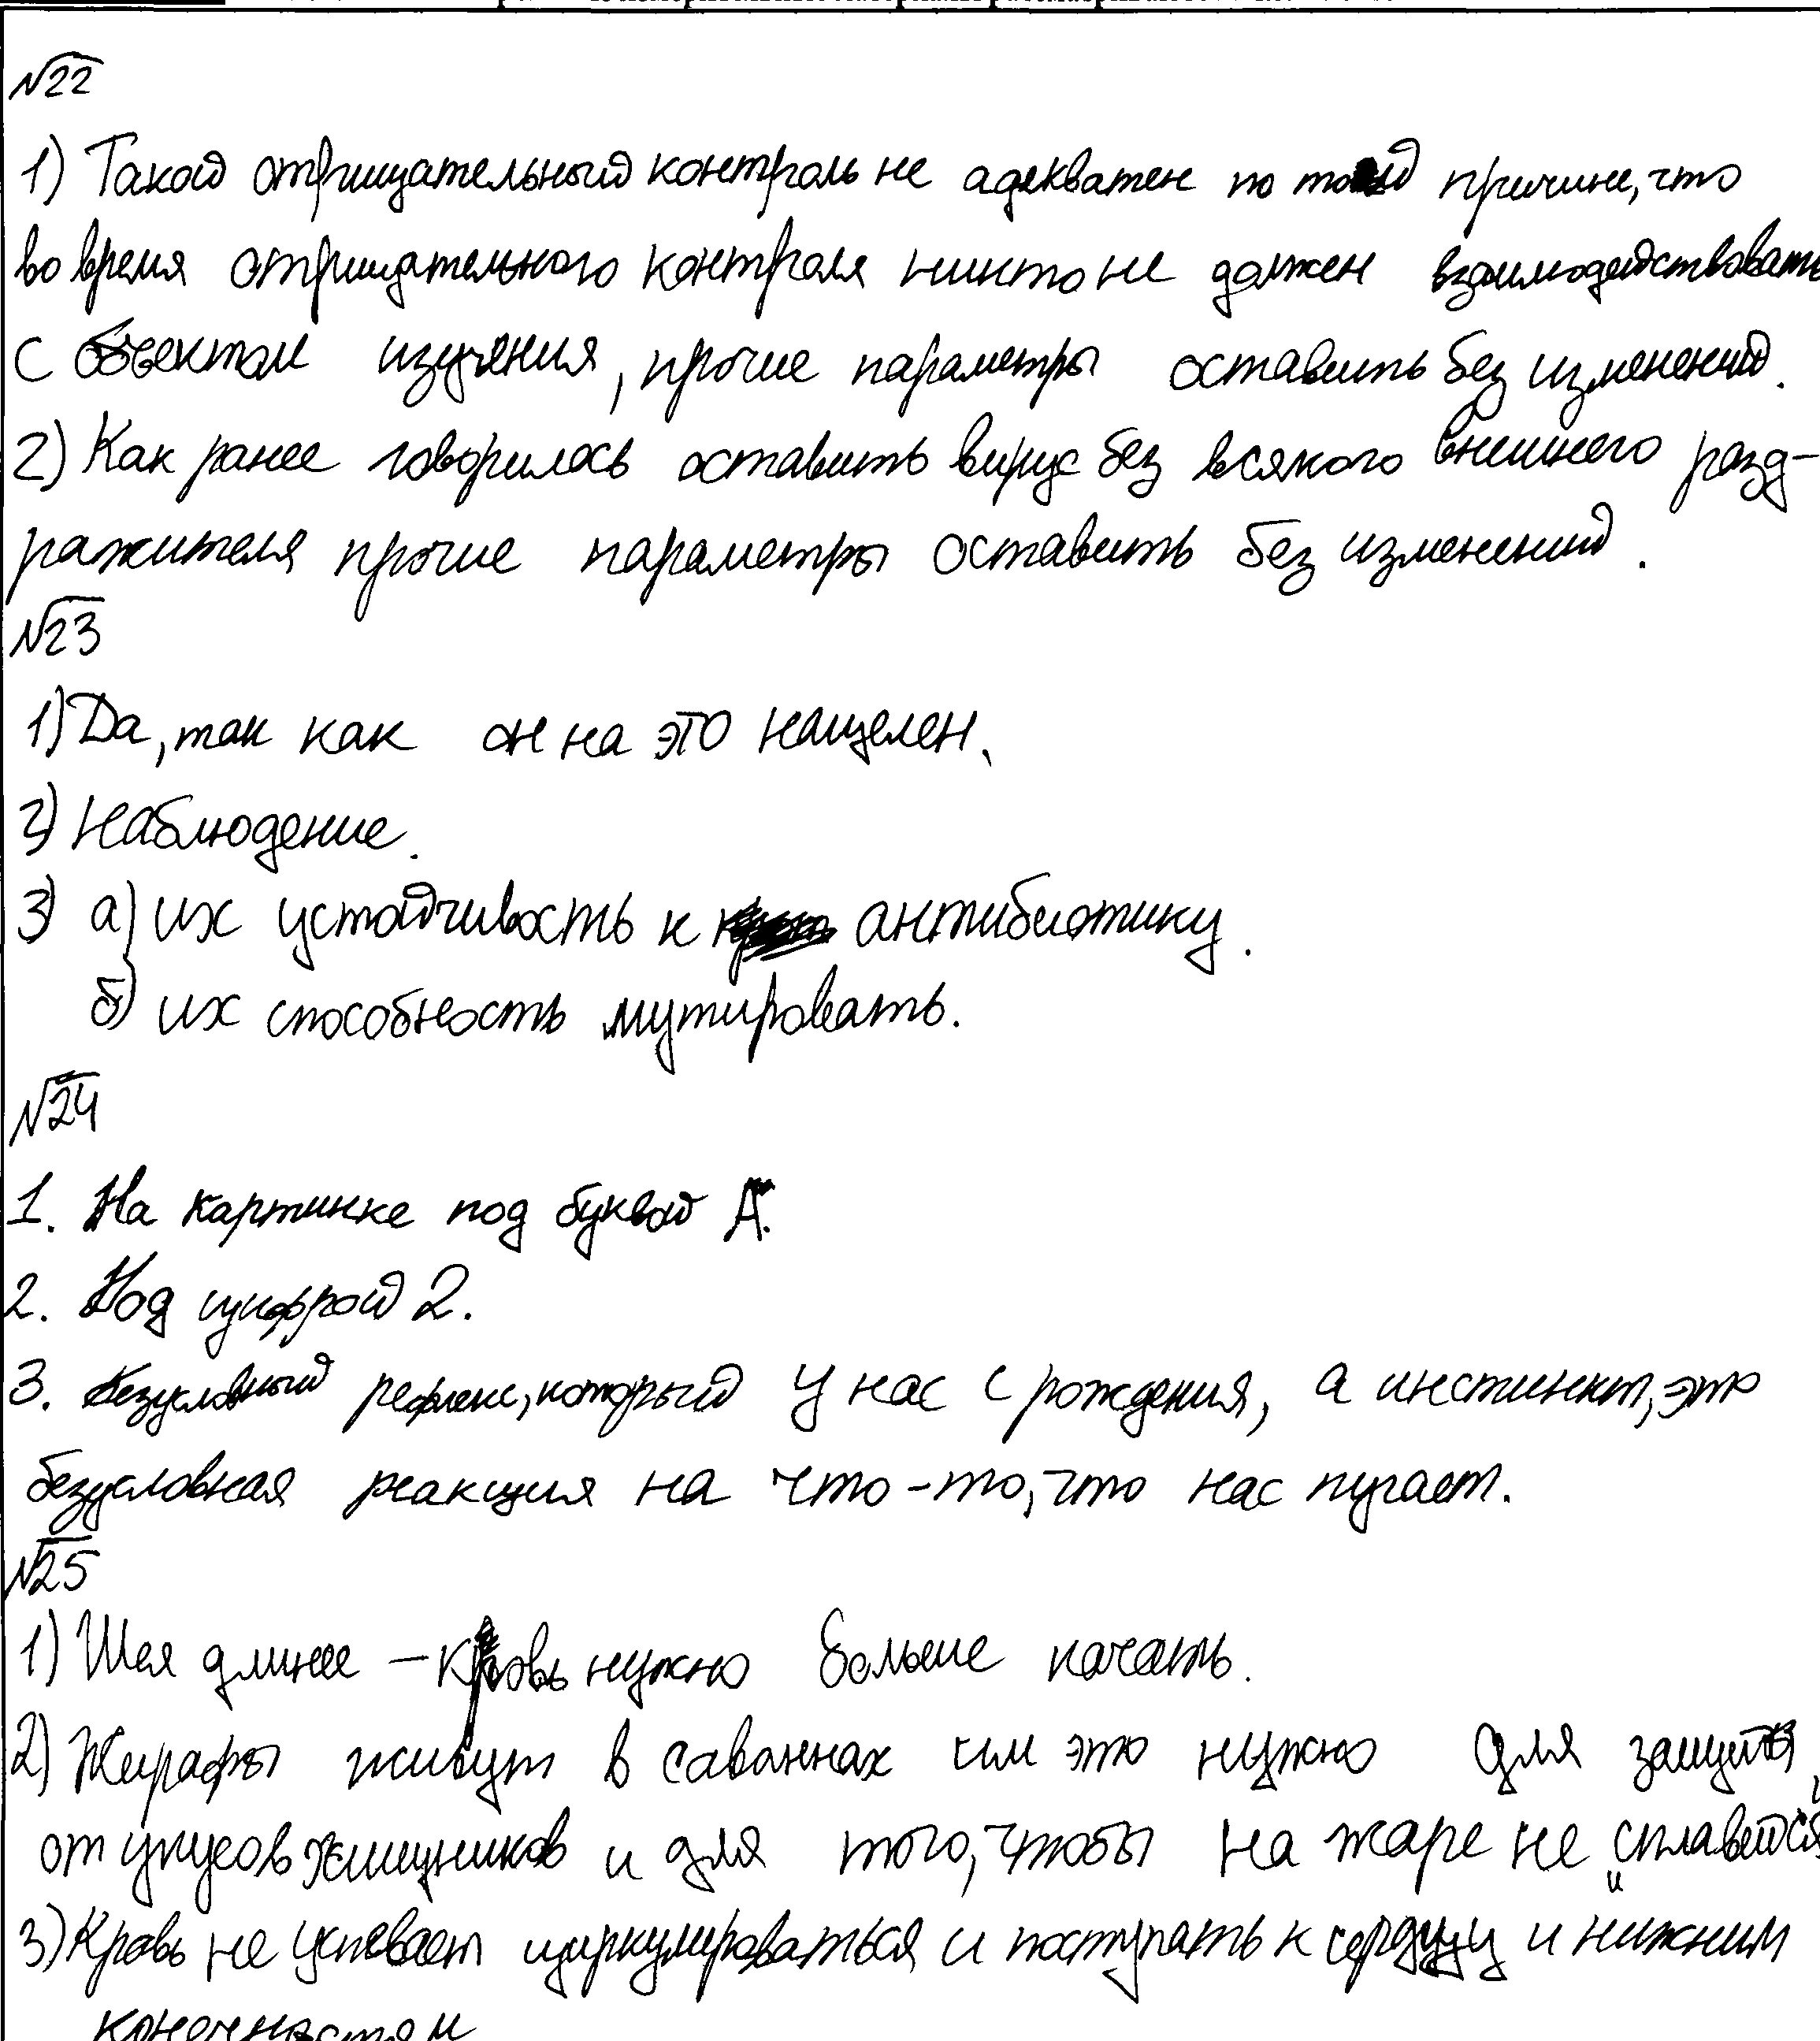 №22
1) Такой отрицательный контроль не адекватен по той причине, что
во время отрицательного контроля никто не должен взаимодействовать
с объектом изучения, прочие параметры оставить без изменений.
2) Как ранее говорилось оставить вирус без всякого внешнего разд-
ражителя прочие параметры оставить без изменений.
№23
1) Да, так как он на это нацелен.
2) Наблюдение.
3) а) их устойчивость к антибиотику.
б) их способность мутировать.
№24
1. На картинке под буквой А.
2. Под цифрой 2.
3. Безусловный рефлекс, который у нас с рождения, а инстинкт, это
безусловная реакция на что-то, что нас пугает.
№25
1) Шея длинее – кровь нужно больше качать.
2) Жирафы живут в саваннах им это нужно для защиты
от укусов хищников и для того, чтобы на жаре не "сплавется
3) Кровь не успевает циркулироваться и поступать к сердцу и нижним
конечностям